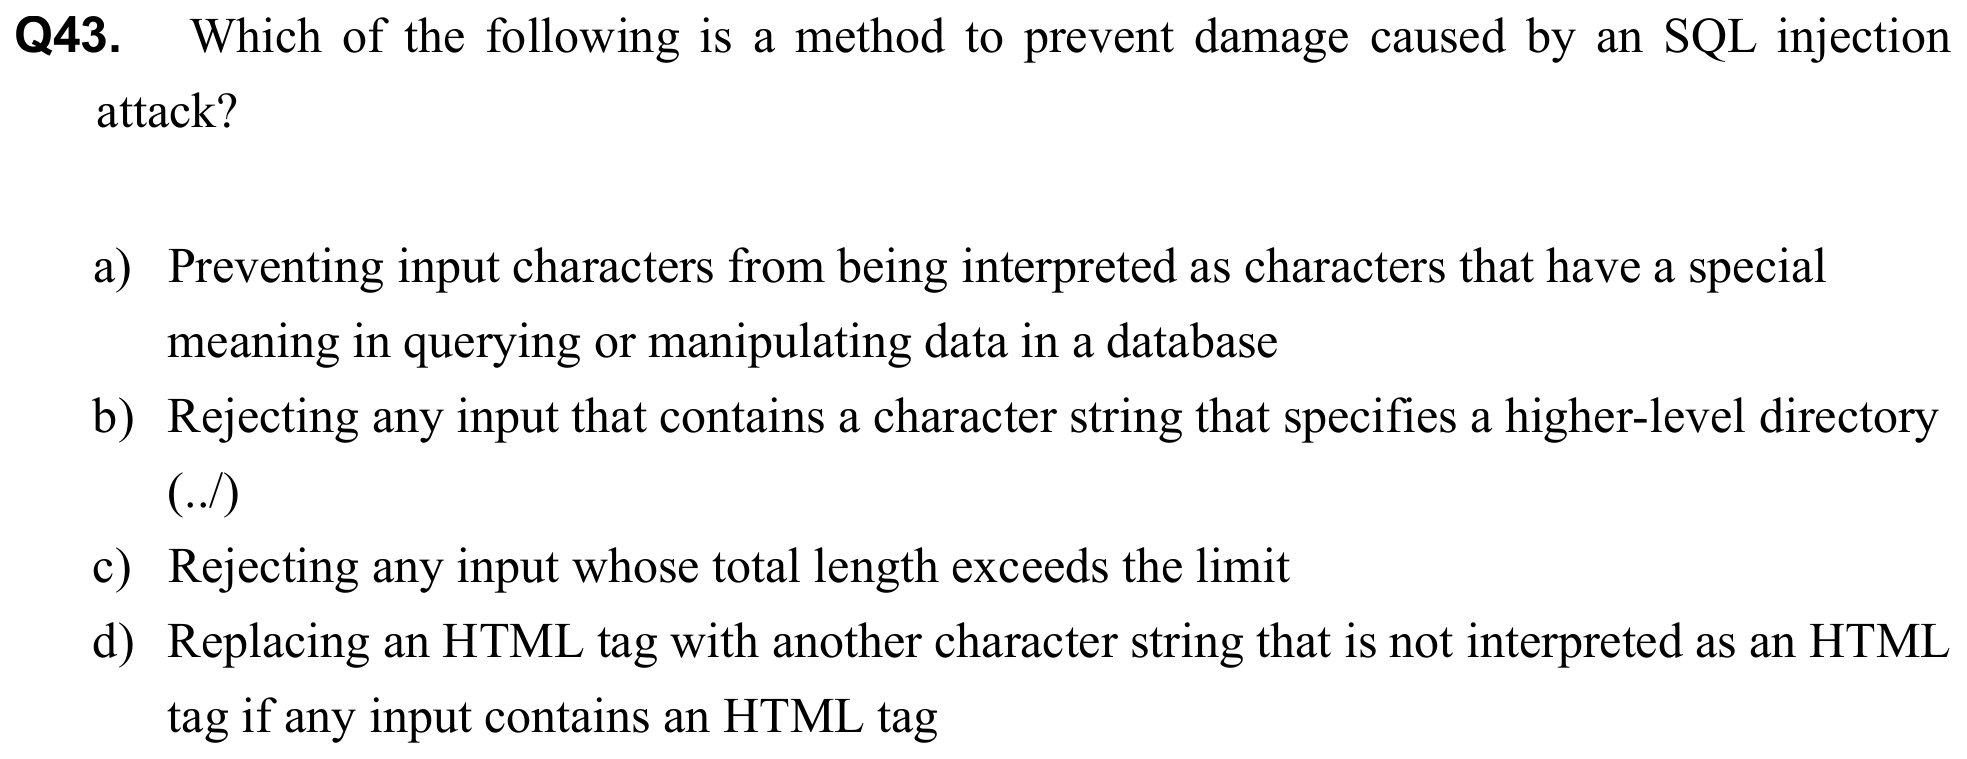 Q43. Which of the following is a method to prevent damage caused by an SQL injection
attack?
a) Preventing input characters from being interpreted as characters that have a special
meaning in querying or manipulating data in a database
b) Rejecting any input that contains a character string that specifies a higher-level directory
(../)
c) Rejecting any input whose total length exceeds the limit
d) Replacing an HTML tag with another character string that is not interpreted as an HTML
tag if any input contains an HTML tag